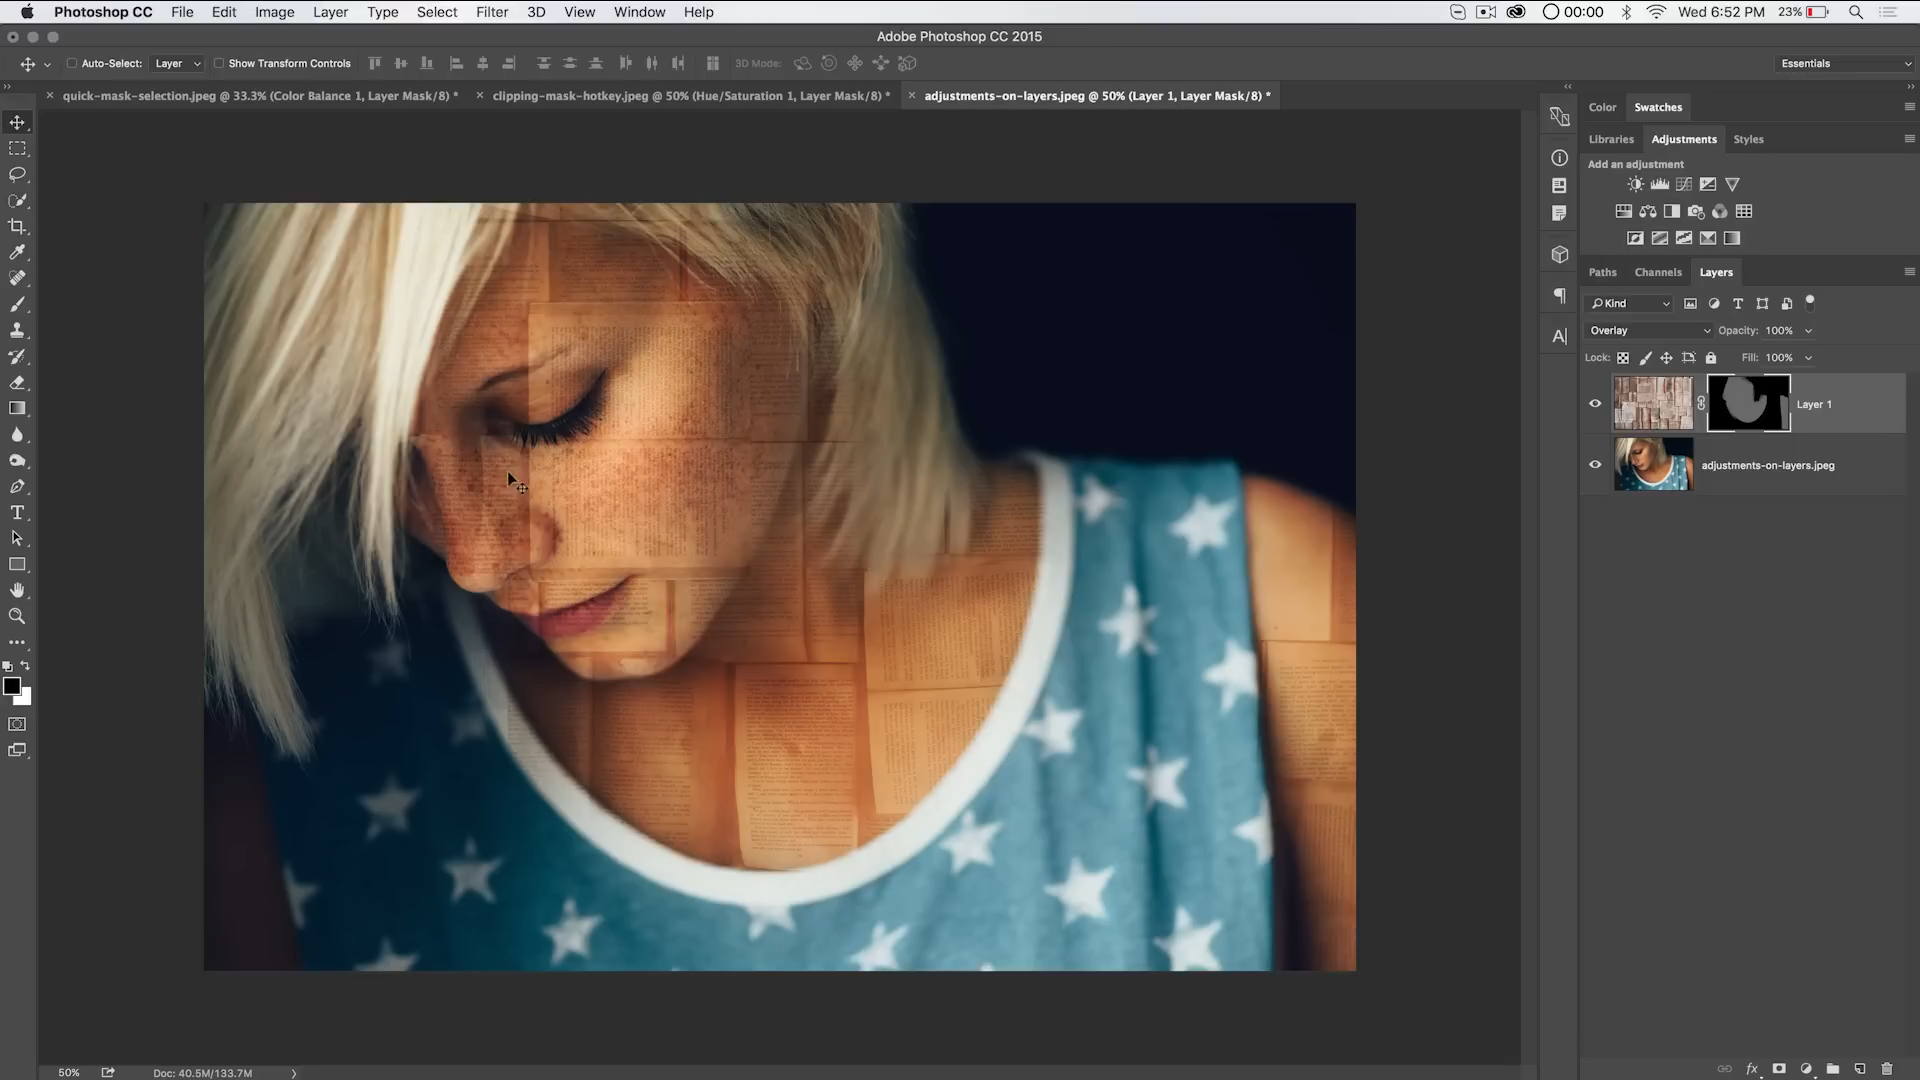 Photoshop CC File Edit Image Layer Type Select Filter 3D View Window Help 00:00 Wed 6:52 PM 23%
Adobe Photoshop CC 2015
Auto-Select: Layer Show Transform Controls 3D Mode: Essentials
quick-mask-selection.jpeg @ 33.3% (Color Balance 1, Layer Mask/8) * clipping-mask-hotkey.jpeg @ 50% (Hue/Saturation 1, Layer Mask/8) * adjustments-on-layers.jpeg @ 50% (Layer 1, Layer Mask/8) *
Color Swatches
Libraries Adjustments Styles
Add an adjustment
Paths Channels Layers
Kind
Overlay Opacity: 100%
Lock: Fill: 100%
Layer 1
adjustments-on-layers.jpeg
50% Doc: 40.5M/133.7M